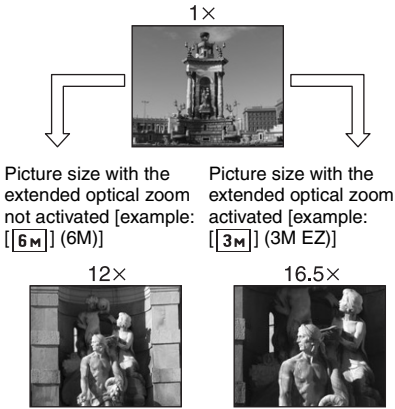 1×
Picture size with the
extended optical zoom
not activated [example:
[6M] (6M)]
Picture size with the
extended optical zoom
activated [example:
[3M] (3M EZ)]
12×
16.5×